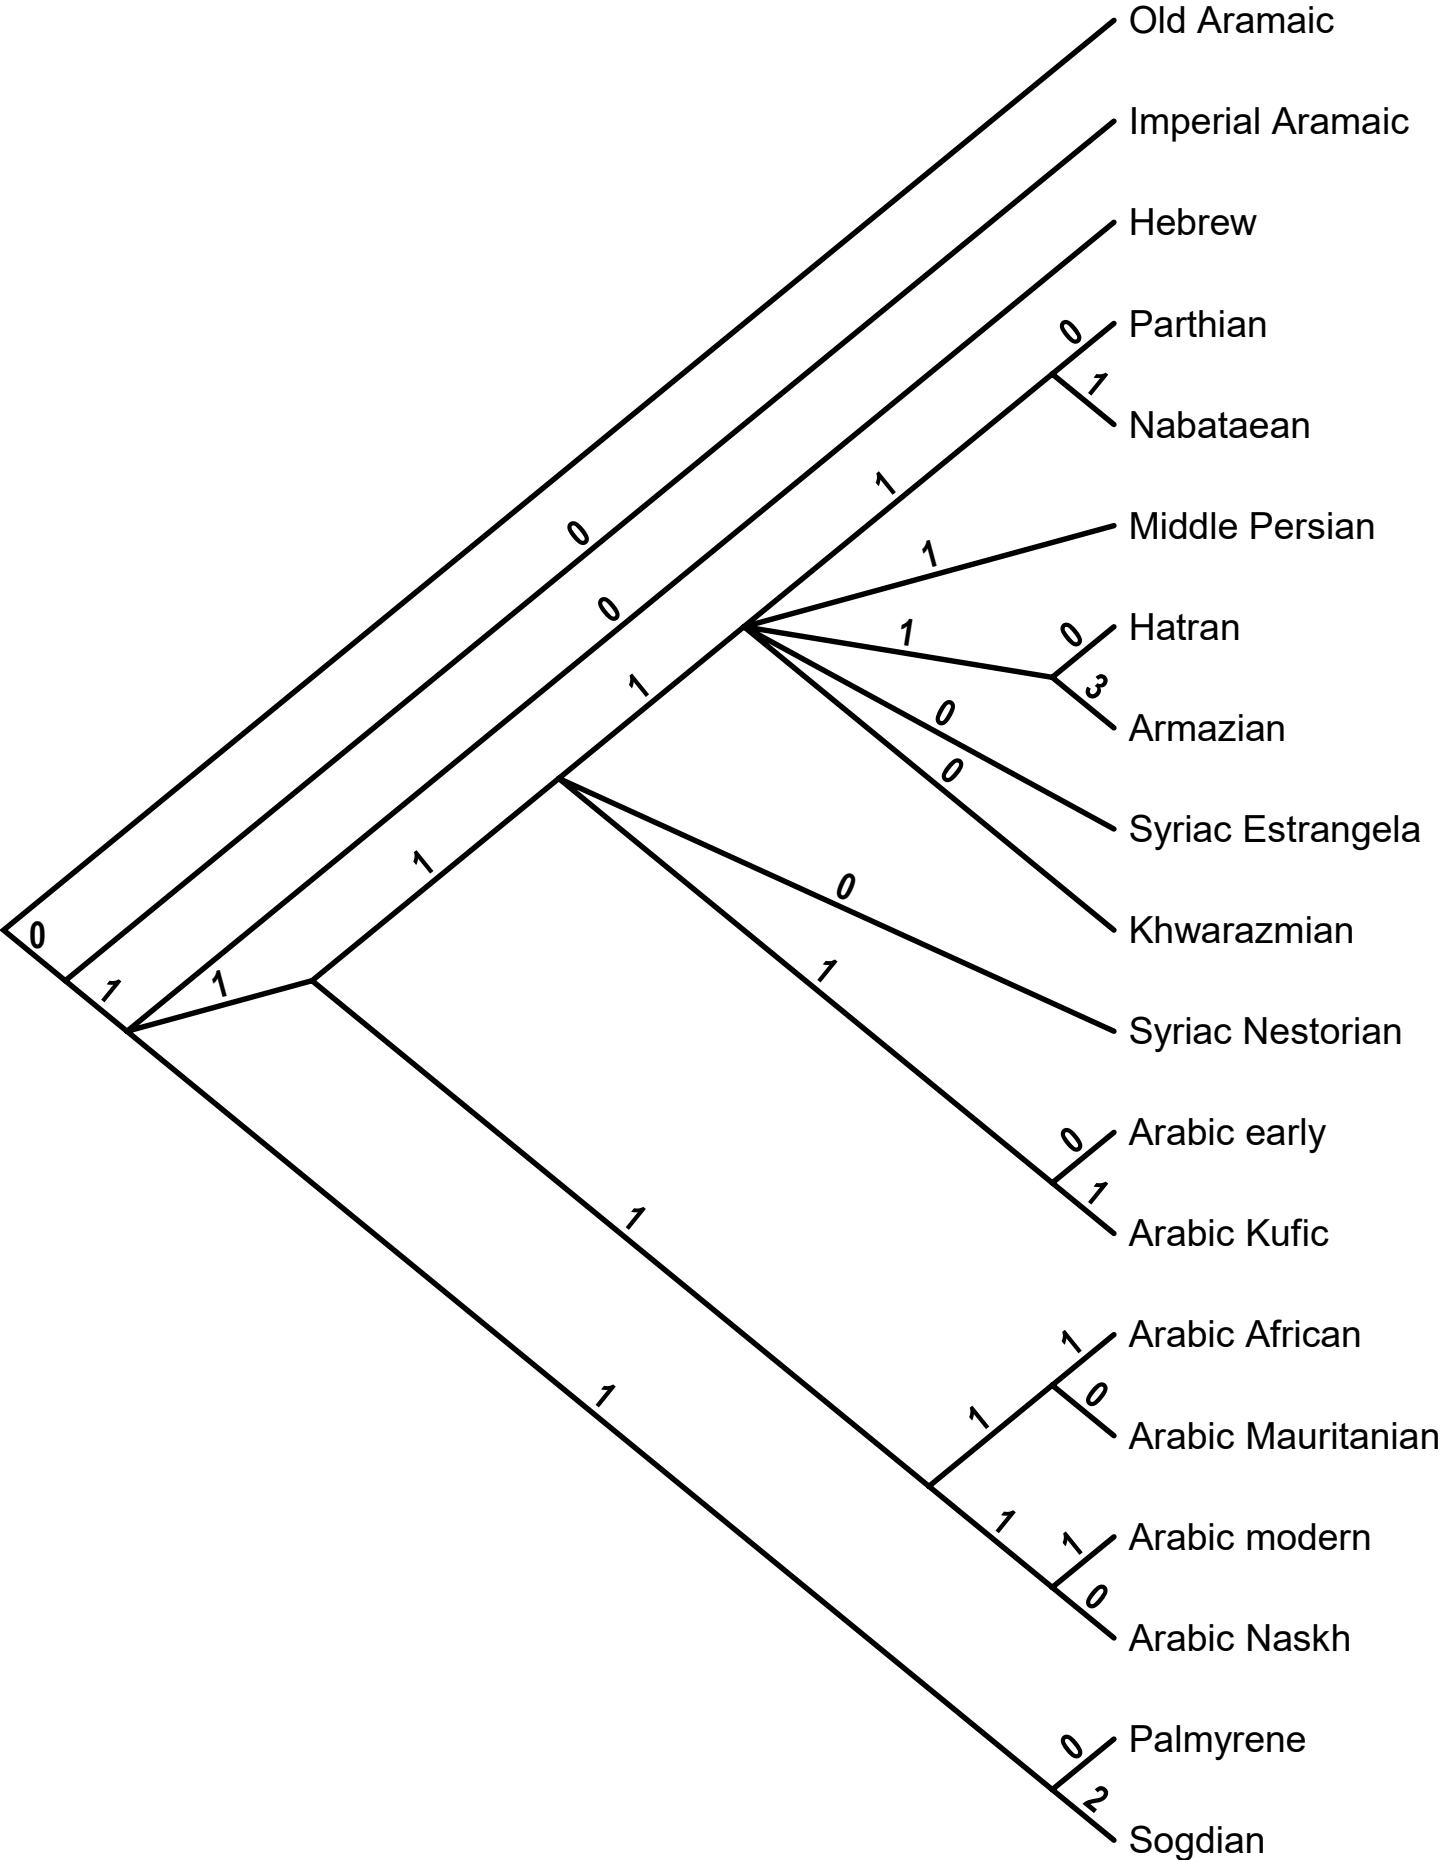 Old Aramaic
Imperial Aramaic
Hebrew
0 Parthian
1
Nabataean
1
0
1 Middle Persian
0
1
0 Hatran
1
3
0
Armazian
0
1
0
Syriac Estrangela
0
Khwarazmian
1
1
1
Syriac Nestorian
0 Arabic early
1
1
Arabic Kufic
1 Arabic African
1
0
1
Arabic Mauritanian
1
1 Arabic modern
0
Arabic Naskh
0 Palmyrene
2
Sogdian